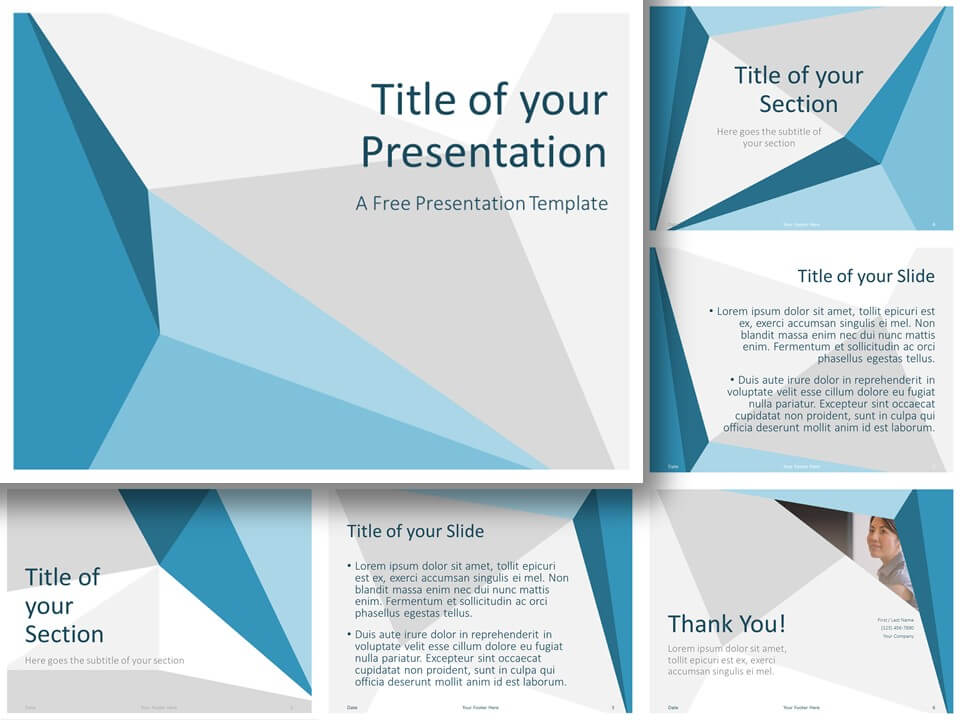 Title of your
Presentation
A Free Presentation Template
Title of your
Section
Here goes the subtitle of
your section
Your Footer Here
Title of your Slide
• Lorem ipsum dolor sit amet, tollit epicuri est
ex, exerci accumsan singulis ei mel. Non
blandit massa enim nec dui nunc mattis
enim. Fermentum et sollicitudin ac orci
phasellus egestas tellus.
• Duis aute irure dolor in reprehenderit in
voluptate velit esse cillum dolore eu fugiat
nulla pariatur. Excepteur sint occaecat
cupidatat non proident, sunt in culpa qui
officia deserunt mollit anim id est laborum.
Date
Your Footer Here
Title of
your
Section
Here goes the subtitle of your section
Date
Your Footer Here
Title of your Slide
• Lorem ipsum dolor sit amet, tollit epicuri
est ex, exerci accumsan singulis ei mel. Non
blandit massa enim nec dui nunc mattis
enim. Fermentum et sollicitudin ac orci
phasellus egestas tellus.
• Duis aute irure dolor in reprehenderit in
voluptate velit esse cillum dolore eu fugiat
nulla pariatur. Excepteur sint occaecat
cupidatat non proident, sunt in culpa qui
officia deserunt mollit anim id est laborum.
Date
Your Footer Here
3
First / Last Name
(123) 456-7890
Your Company
Thank You!
Lorem ipsum dolor sit amet,
tollit epicuri est ex, exerci
accumsan singulis ei mel.
Date
Your Footer Here
6